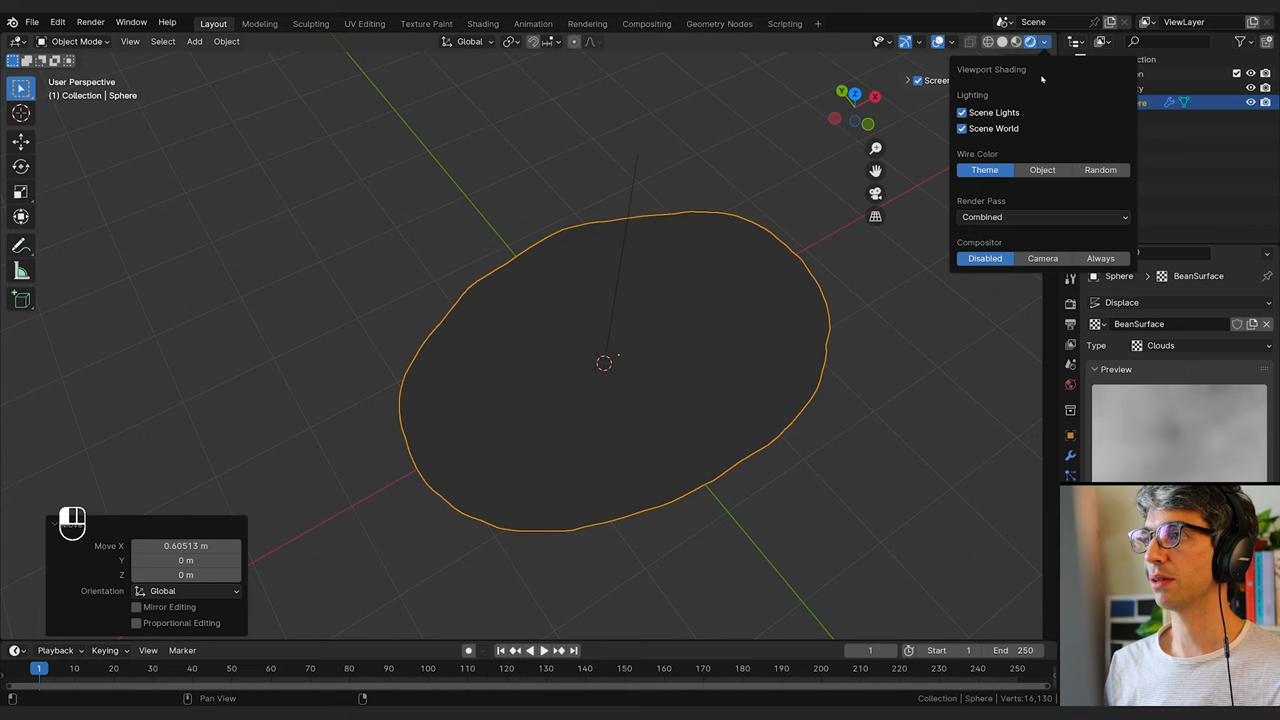 File Edit Render Window Help Layout Modeling Sculpting UV Editing Texture Paint Shading Animation Rendering Compositing Geometry Nodes Scripting + Scene ViewLayer
Object Mode View Select Add Object Global
User Perspective
(1) Collection | Sphere
Screen
Z
Y
X
Viewport Shading
Lighting
Scene Lights
Scene World
Wire Color
Theme Object Random
Render Pass
Combined
Compositor
Disabled Camera Always
Sphere > BeanSurface
Displace
BeanSurface
Type Clouds
Preview
Move X 0.60513 m
Y 0 m
Z 0 m
Orientation Global
Mirror Editing
Proportional Editing
Playback Keying View Marker 1 Start 1 End 250
1 10 20 30 40 50 60 70 80 90 100 110 120 130 140 150 160 170 180 190 200 210 220 230 240 250
Pan View Collection | Sphere | Verts:16,130